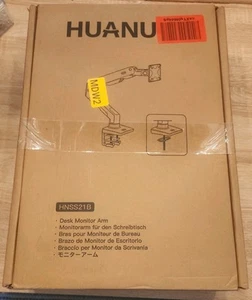 HUANU
MDW2
HNSS21B
· Desk Monitor Arm
· Monitorarm für den Schreibtisch
· Bras pour Moniteur de Bureau
· Brazo de Monitor de Escritorio
· Braccio per Monitor da Scrivania
· モニターアーム